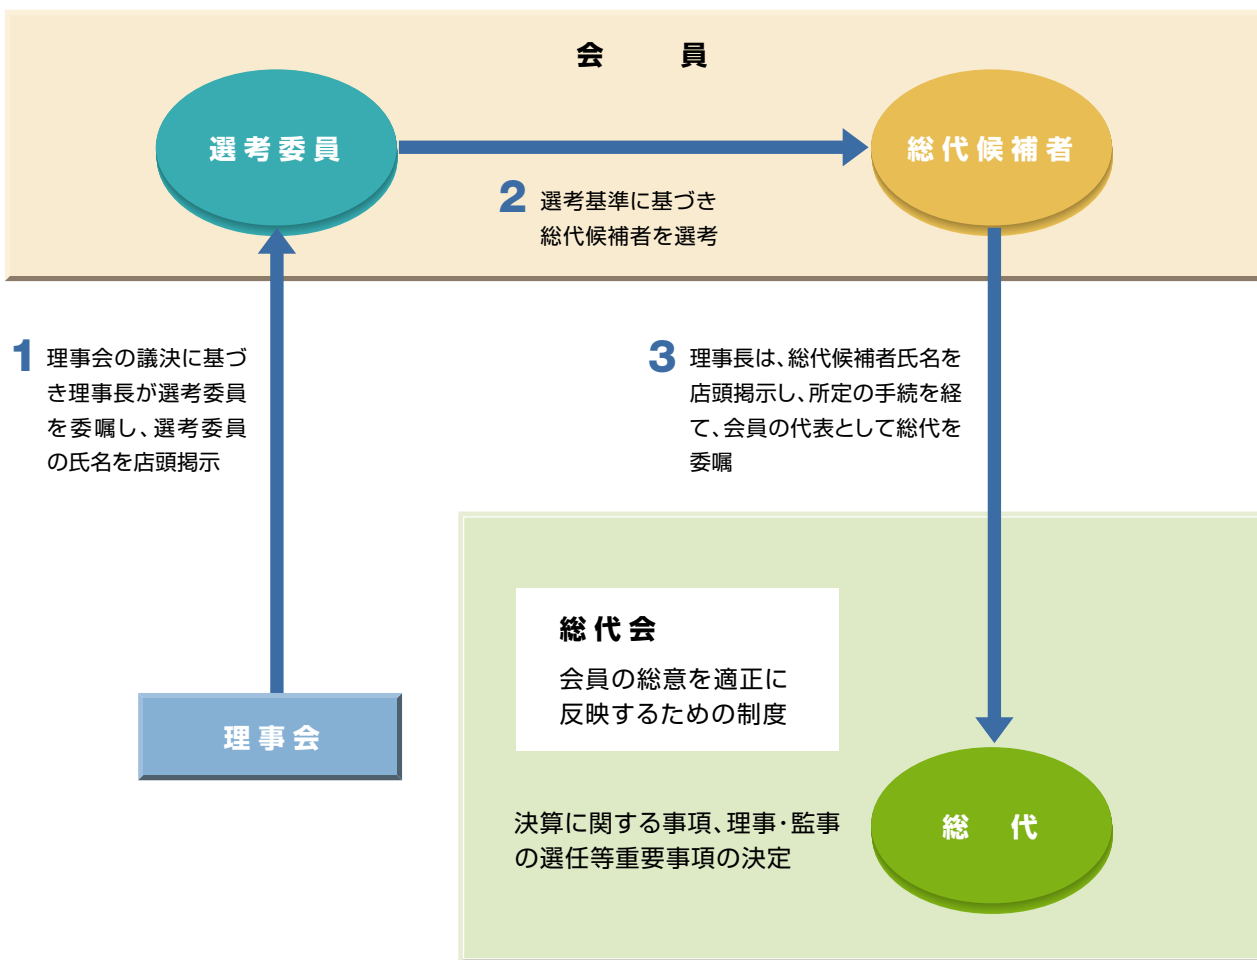 会 員
選考委員
総代候補者
2 選考基準に基づき
総代候補者を選考
1 理事会の議決に基づ
き理事長が選考委員
を委嘱し、選考委員
の氏名を店頭掲示
3 理事長は、総代候補者氏名を
店頭掲示し、所定の手続を経
て、会員の代表として総代を
委嘱
理事会
総代会
会員の総意を適正に
反映するための制度
決算に関する事項、理事・監事
の選任等重要事項の決定
総 代